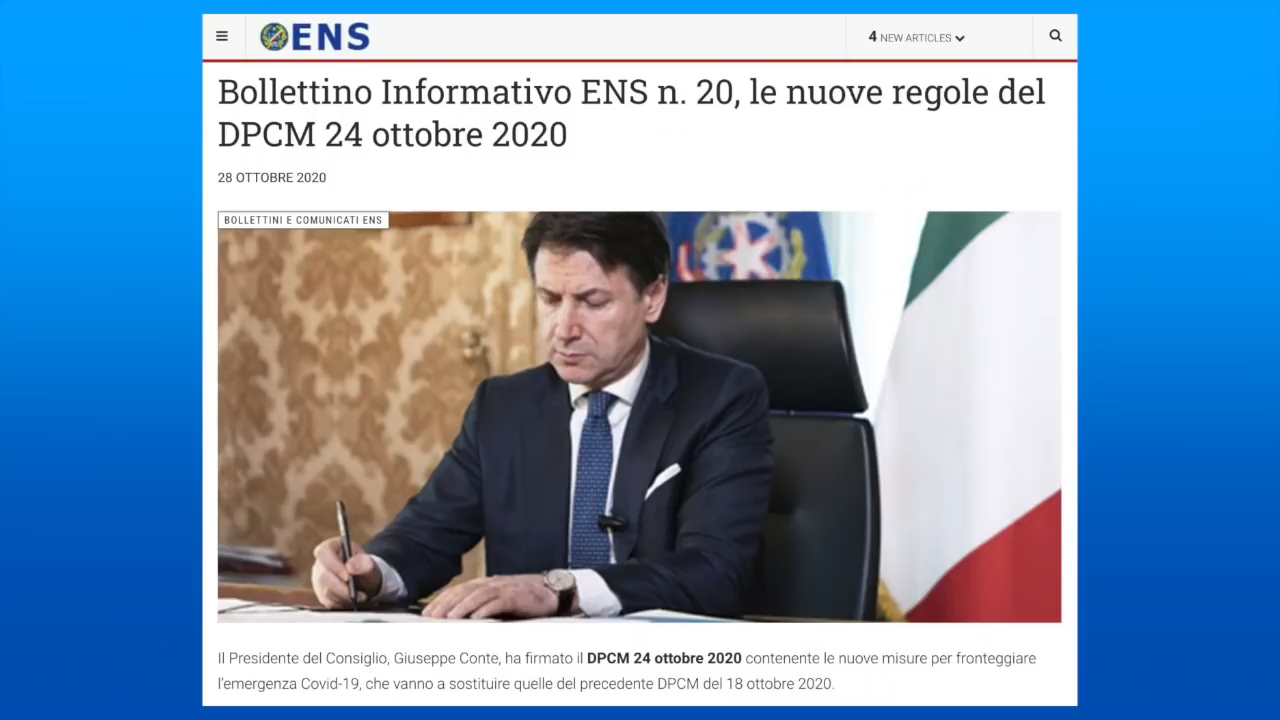 ENS
4 NEW ARTICLES
Bollettino Informativo ENS n. 20, le nuove regole del
DPCM 24 ottobre 2020
28 OTTOBRE 2020
BOLLETTINI E COMUNICATI ENS
Il Presidente del Consiglio, Giuseppe Conte, ha firmato il DPCM 24 ottobre 2020 contenente le nuove misure per fronteggiare
l'emergenza Covid-19, che vanno a sostituire quelle del precedente DPCM del 18 ottobre 2020.